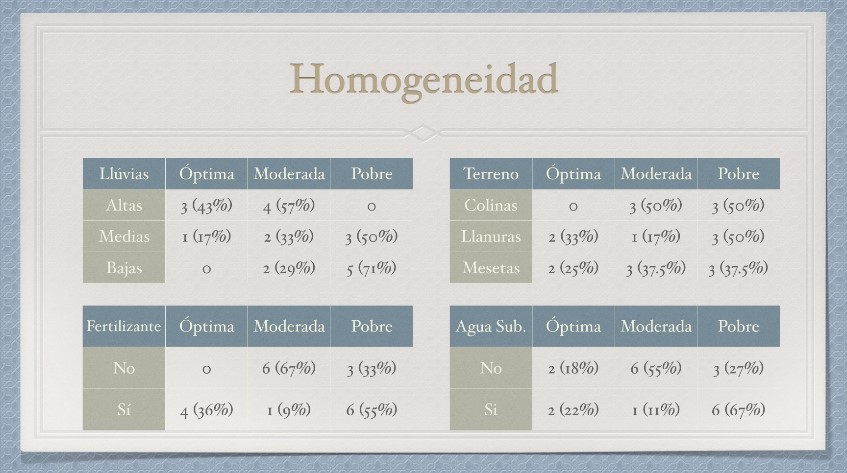 Homogeneidad
Llúvias Óptima Moderada Pobre
Altas 3 (43%) 4 (57%) 0
Medias 1 (17%) 2 (33%) 3 (50%)
Bajas 0 2 (29%) 5 (71%)
Terreno Óptima Moderada Pobre
Colinas 0 3 (50%) 3 (50%)
Llanuras 2 (33%) 1 (17%) 3 (50%)
Mesetas 2 (25%) 3 (37.5%) 3 (37.5%)
Fertilizante Óptima Moderada Pobre
No 0 6 (67%) 3 (33%)
Sí 4 (36%) 1 (9%) 6 (55%)
Agua Sub. Óptima Moderada Pobre
No 2 (18%) 6 (55%) 3 (27%)
Si 2 (22%) 1 (11%) 6 (67%)